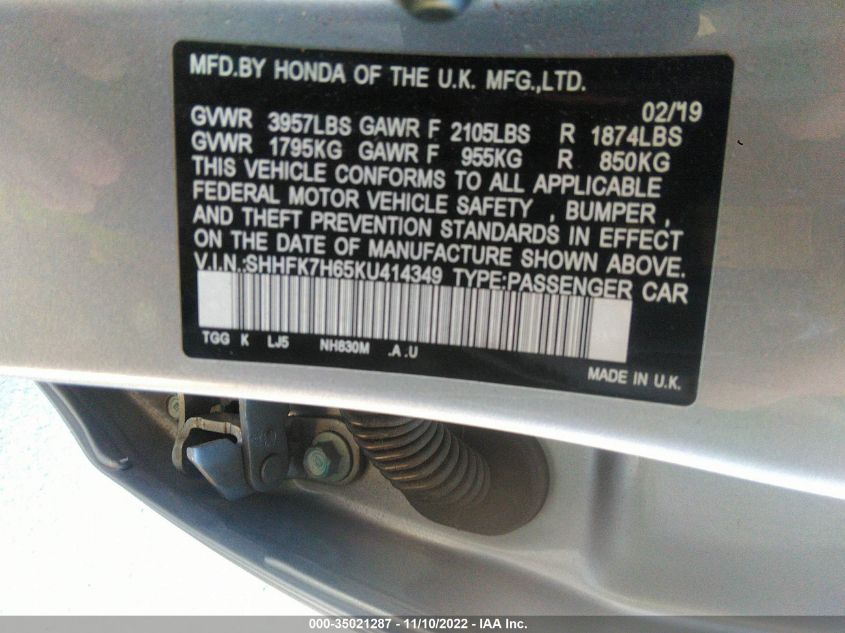 MFD.BY HONDA OF THE U.K. MFG.,LTD.
02/'19
GVWR 3957LBS GAWR F 2105LBS R 1874LBS
GVWR 1795KG GAWR F 955KG R 850KG
THIS VEHICLE CONFORMS TO ALL APPLICABLE
FEDERAL MOTOR VEHICLE SAFETY , BUMPER ,
AND THEFT PREVENTION STANDARDS IN EFFECT
ON THE DATE OF MANUFACTURE SHOWN ABOVE.
V.I.N.:SHHFK7H65KU414349 TYPE:PASSENGER CAR
TGG K LJ5 NH830M .A .U
MADE IN U.K.
000-35021287 - 11/10/2022 - IAA Inc.